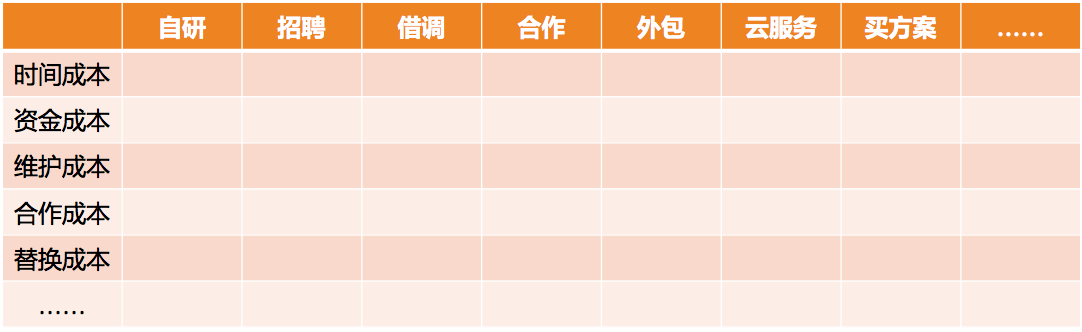 自研 招聘 借调 合作 外包 云服务 买方案 ……
时间成本
资金成本
维护成本
合作成本
替换成本
……